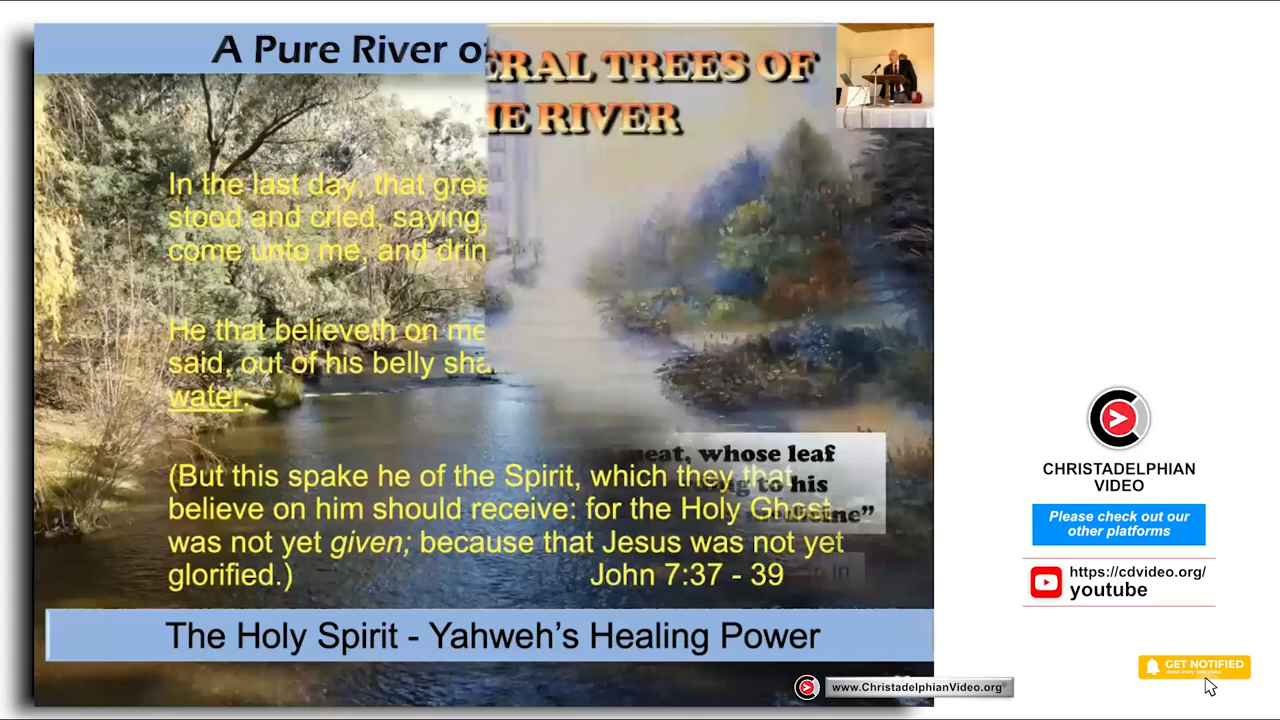 A Pure River of
ERAL TREES OF
E RIVER
In the last day, that grea
stood and cried, saying,
come unto me, and drin
He that believeth on me
said, out of his belly sha
water.
meat, whose leaf
to his
(But this spake he of the Spirit, which they that
believe on him should receive: for the Holy Ghost
was not yet given; because that Jesus was not yet
glorified.)
John 7:37 - 39
The Holy Spirit - Yahweh’s Healing Power
www.ChristadelphianVideo.org
CHRISTADELPHIAN
VIDEO
Please check out our
other platforms
https://cdvideo.org/
youtube
GET NOTIFIED
about every new video